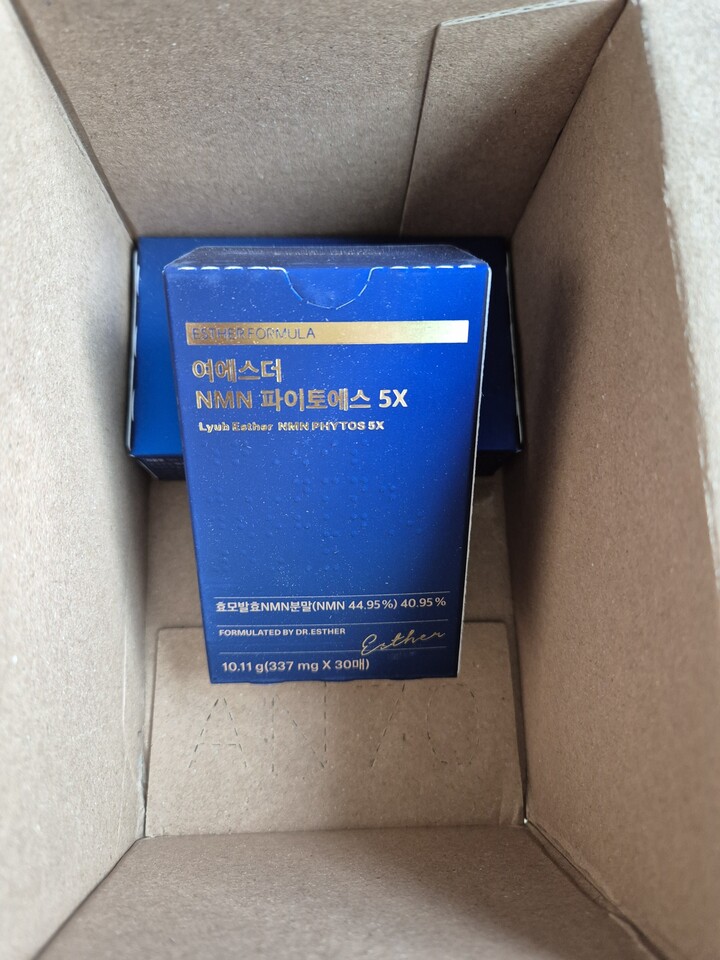 ESTHER FORMULA
여에스더
NMN 파이토에스 5X
Lyuh Esther NMN PHYTOS 5X
효모발효NMN분말(NMN 44.95%) 40.95%
FORMULATED BY DR.ESTHER
Esther
10.11 g(337 mg X 30매)